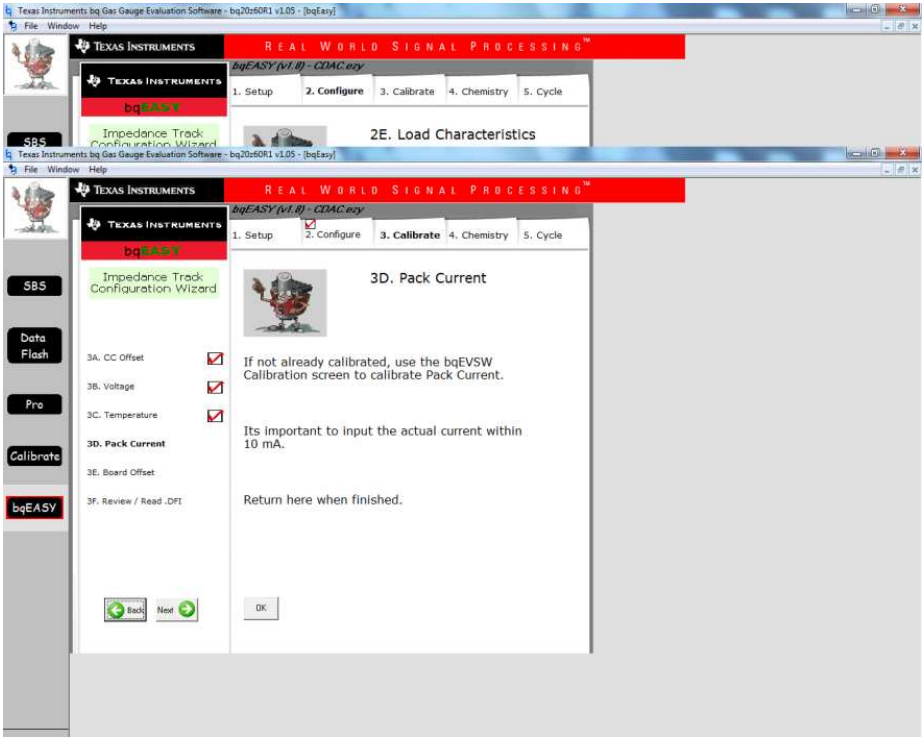 Texas Instruments bq Gas Gauge Evaluation Software - bq20z60R1 v1.05 - [bqEasy]
File Window Help
TEXAS INSTRUMENTS
REAL WORLD SIGNAL PROCESSING™
bqEASY (v1.8) - CDAC.ezy
TEXAS INSTRUMENTS
1. Setup 2. Configure 3. Calibrate 4. Chemistry 5. Cycle
bqEASY
Impedance Track
Configuration Wizard
2E. Load Characteristics
SBS
Texas Instruments bq Gas Gauge Evaluation Software - bq20z60R1 v1.05 - [bqEasy]
File Window Help
TEXAS INSTRUMENTS
REAL WORLD SIGNAL PROCESSING™
bqEASY (v1.8) - CDAC.ezy
TEXAS INSTRUMENTS
1. Setup 2. Configure 3. Calibrate 4. Chemistry 5. Cycle
bqEASY
Impedance Track
Configuration Wizard
3D. Pack Current
SBS
Data
Flash
Pro
Calibrate
bqEASY
3A. CC Offset
3B. Voltage
3C. Temperature
3D. Pack Current
3E. Board Offset
3F. Review / Read .DFI
If not already calibrated, use the bqEVSW
Calibration screen to calibrate Pack Current.
Its important to input the actual current within
10 mA.
Return here when finished.
Back Next
OK